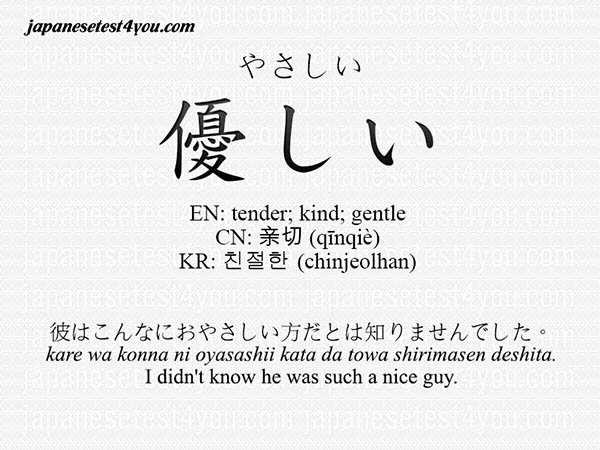 japanesetest4you.com
やさしい
優しい
EN: tender; kind; gentle
CN: 亲切 (qīnqiè)
KR: 친절한 (chinjeolhan)
彼はこんなにおやさしい方だとは知りませんでした。
kare wa konna ni oyasashii kata da towa shirimasen deshita.
I didn't know he was such a nice guy.